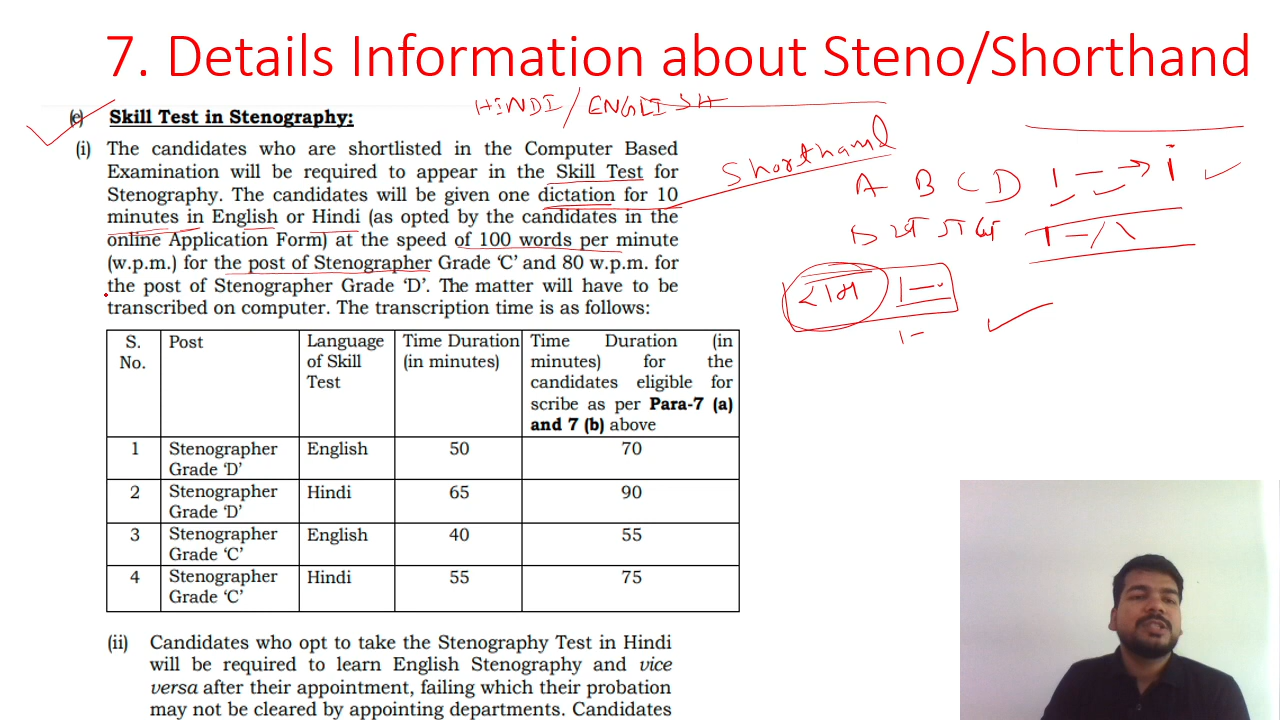 7. Details Information about Steno/Shorthand
HINDI/ENGLISH
(e) Skill Test in Stenography:
(i) The candidates who are shortlisted in the Computer Based
Examination will be required to appear in the Skill Test for
Stenography. The candidates will be given one dictation for 10
minutes in English or Hindi (as opted by the candidates in the
online Application Form) at the speed of 100 words per minute
(w.p.m.) for the post of Stenographer Grade ‘C’ and 80 w.p.m. for
the post of Stenographer Grade ‘D’. The matter will have to be
transcribed on computer. The transcription time is as follows:
Shorthand
A B C D
राम
S. No. Post Language of Skill Test Time Duration (in minutes) Time Duration (in minutes) for the candidates eligible for scribe as per Para-7 (a) and 7 (b) above
1 Stenographer Grade ‘D’ English 50 70
2 Stenographer Grade ‘D’ Hindi 65 90
3 Stenographer Grade ‘C’ English 40 55
4 Stenographer Grade ‘C’ Hindi 55 75
(ii) Candidates who opt to take the Stenography Test in Hindi
will be required to learn English Stenography and vice
versa after their appointment, failing which their probation
may not be cleared by appointing departments. Candidates